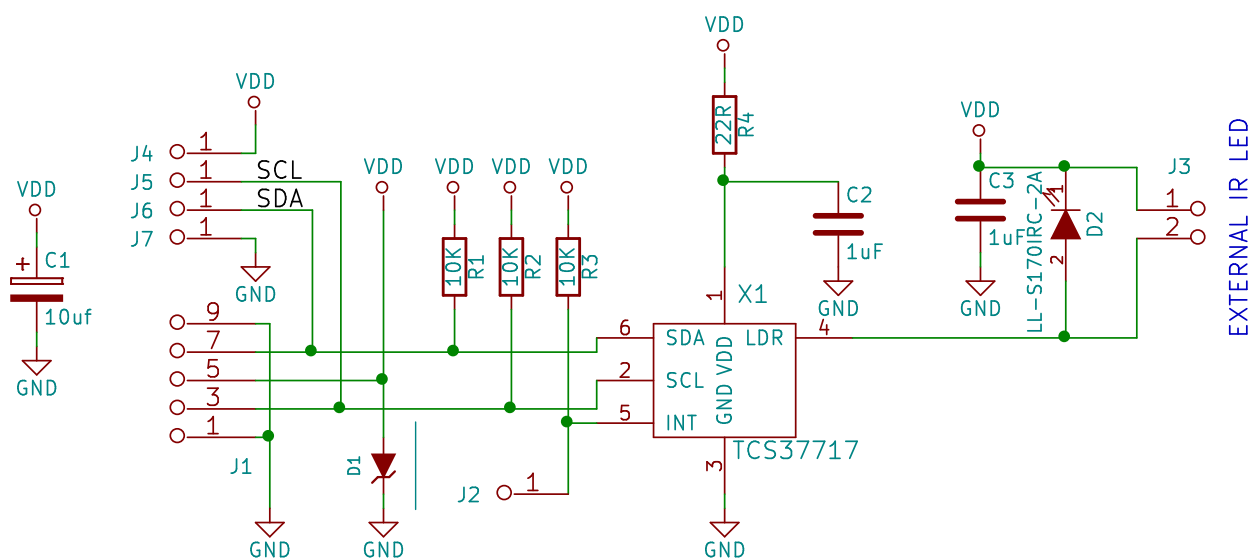 VDD
C1
+
10uf
GND
VDD
J4
1
J5
1
SCL
J6
1
SDA
J7
1
GND
9
7
5
3
1
J1
GND
VDD
D1
GND
VDD
10K
R1
VDD
10K
R2
VDD
10K
R3
J2
1
VDD
22R
R4
C2
1uF
GND
1
X1
6
SDA
LDR
4
2
SCL
5
INT
GND
VDD
TCS37717
3
GND
VDD
C3
1uF
GND
LL-S170IRC-2A
1
2
D2
J3
1
2
EXTERNAL IR LED